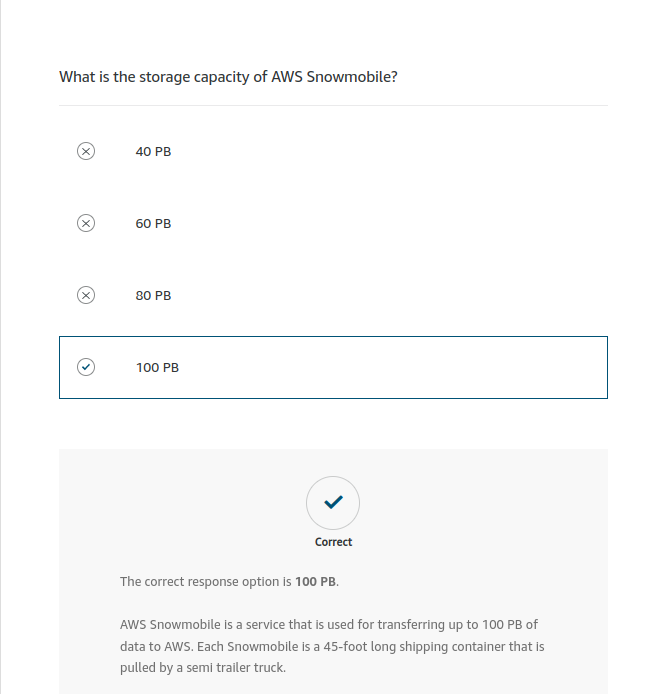 What is the storage capacity of AWS Snowmobile?
40 PB
60 PB
80 PB
100 PB
Correct
The correct response option is 100 PB.
AWS Snowmobile is a service that is used for transferring up to 100 PB of
data to AWS. Each Snowmobile is a 45-foot long shipping container that is
pulled by a semi trailer truck.